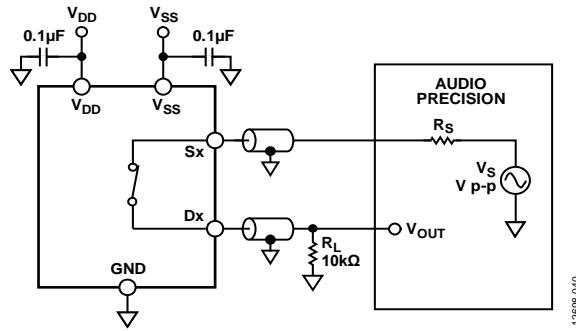 VDD
VSS
0.1µF
0.1µF
VDD
VSS
AUDIO
PRECISION
RS
Sx
VS
V p-p
Dx
VOUT
RL
10kΩ
GND
12698-040